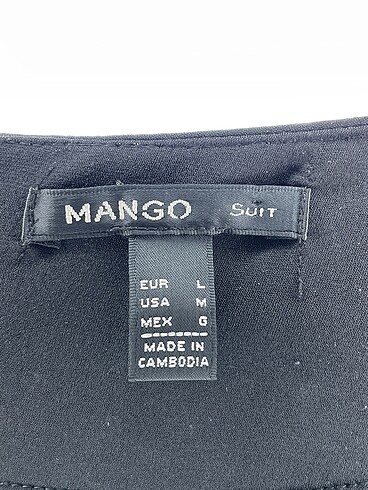 MANGO SUIT
EUR L
USA M
MEX G
MADE IN
CAMBODIA